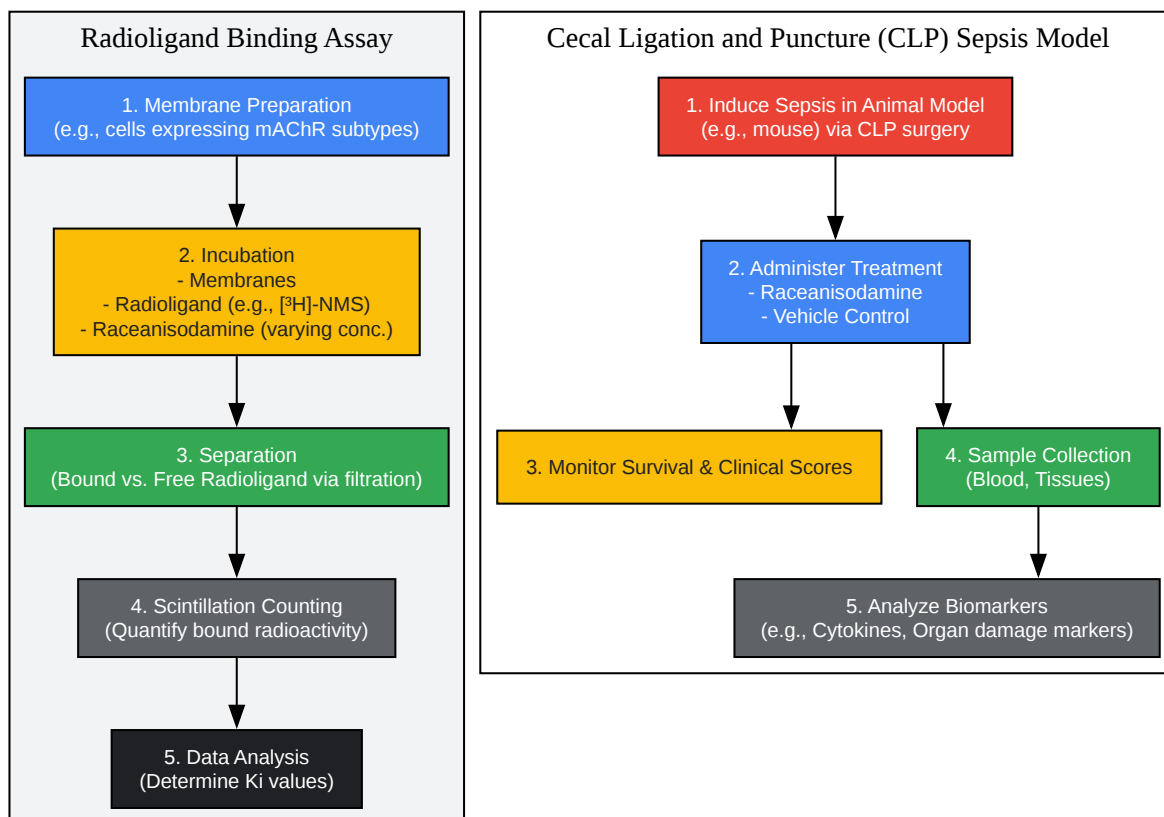 Radioligand Binding Assay
1. Membrane Preparation
(e.g., cells expressing mAChR subtypes)
2. Incubation
- Membranes
- Radioligand (e.g., [³H]-NMS)
- Raceanisodamine (varying conc.)
3. Separation
(Bound vs. Free Radioligand via filtration)
4. Scintillation Counting
(Quantify bound radioactivity)
5. Data Analysis
(Determine Ki values)
Cecal Ligation and Puncture (CLP) Sepsis Model
1. Induce Sepsis in Animal Model
(e.g., mouse) via CLP surgery
2. Administer Treatment
- Raceanisodamine
- Vehicle Control
3. Monitor Survival & Clinical Scores
4. Sample Collection
(Blood, Tissues)
5. Analyze Biomarkers
(e.g., Cytokines, Organ damage markers)